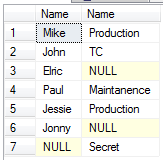 Name Name
1 Mike Production
2 John TC
3 Elric NULL
4 Paul Maintanence
5 Jessie Production
6 Jonny NULL
7 NULL Secret